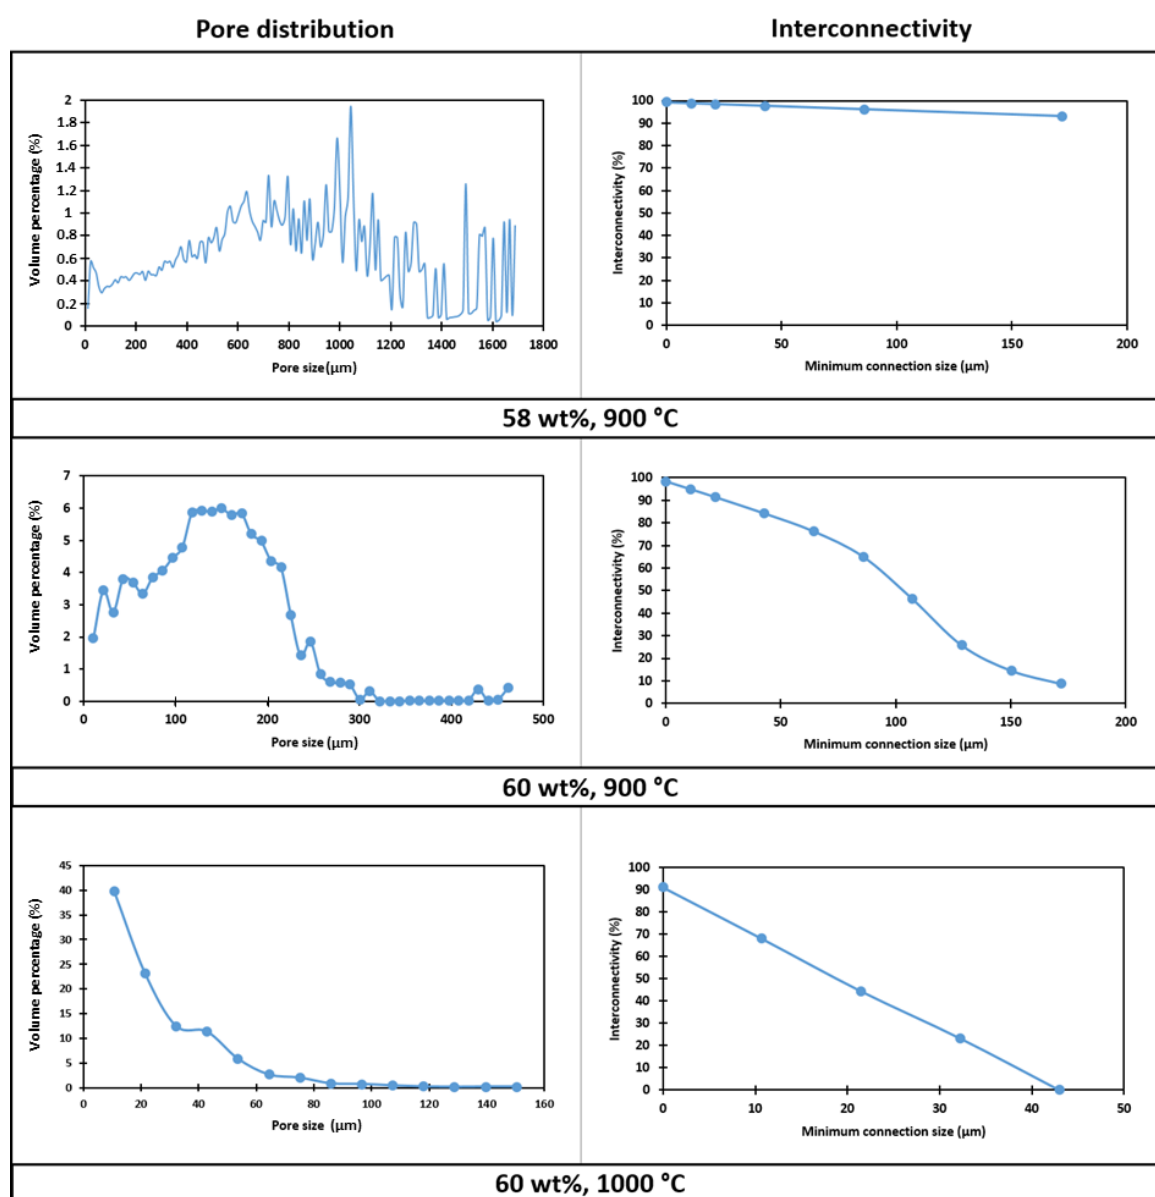 Pore distribution Interconnectivity
Volume percentage (%)
2
1.8
1.6
1.4
1.2
1
0.8
0.6
0.4
0.2
0
0 200 400 600 800 1000 1200 1400 1600 1800
Pore size(μm)
Interconnectivity (%)
100
90
80
70
60
50
40
30
20
10
0
0 50 100 150 200
Minimum connection size (μm)
58 wt%, 900 °C
Volume percentage (%)
7
6
5
4
3
2
1
0
0 100 200 300 400 500
Pore size (μm)
Interconnectivity (%)
100
90
80
70
60
50
40
30
20
10
0
0 50 100 150 200
Minimum connection size (μm)
60 wt%, 900 °C
Volume percentage (%)
45
40
35
30
25
20
15
10
5
0
0 20 40 60 80 100 120 140 160
Pore size (μm)
Interconnectivity (%)
100
90
80
70
60
50
40
30
20
10
0
0 10 20 30 40 50
Minimum connection size (μm)
60 wt%, 1000 °C